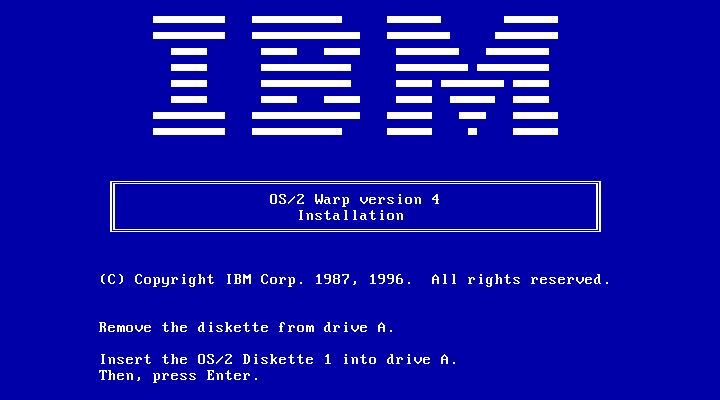 IBM
OS/2 Warp version 4
Installation
(C) Copyright IBM Corp. 1987, 1996.  All rights reserved.
Remove the diskette from drive A.
Insert the OS/2 Diskette 1 into drive A.
Then, press Enter.